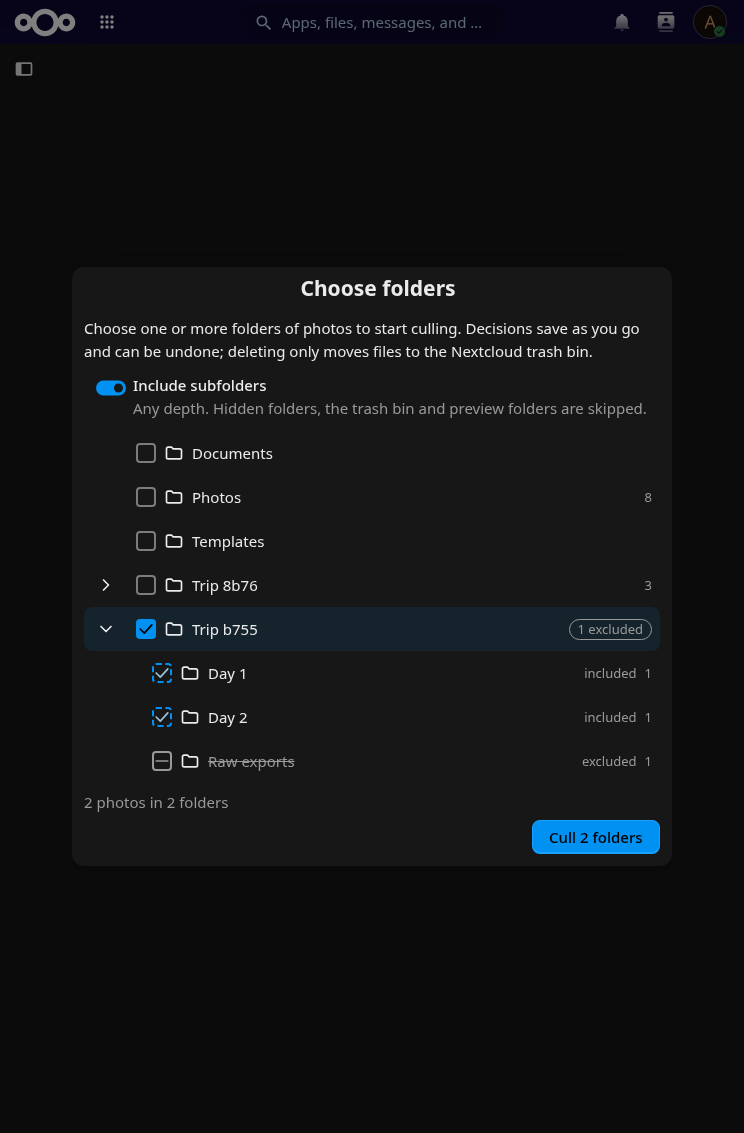 Apps, files, messages, and ...
A
Choose folders
Choose one or more folders of photos to start culling. Decisions save as you go
and can be undone; deleting only moves files to the Nextcloud trash bin.
Include subfolders
Any depth. Hidden folders, the trash bin and preview folders are skipped.
Documents
Photos 8
Templates
Trip 8b76 3
Trip b755 1 excluded
Day 1 included 1
Day 2 included 1
Raw exports excluded 1
2 photos in 2 folders
Cull 2 folders